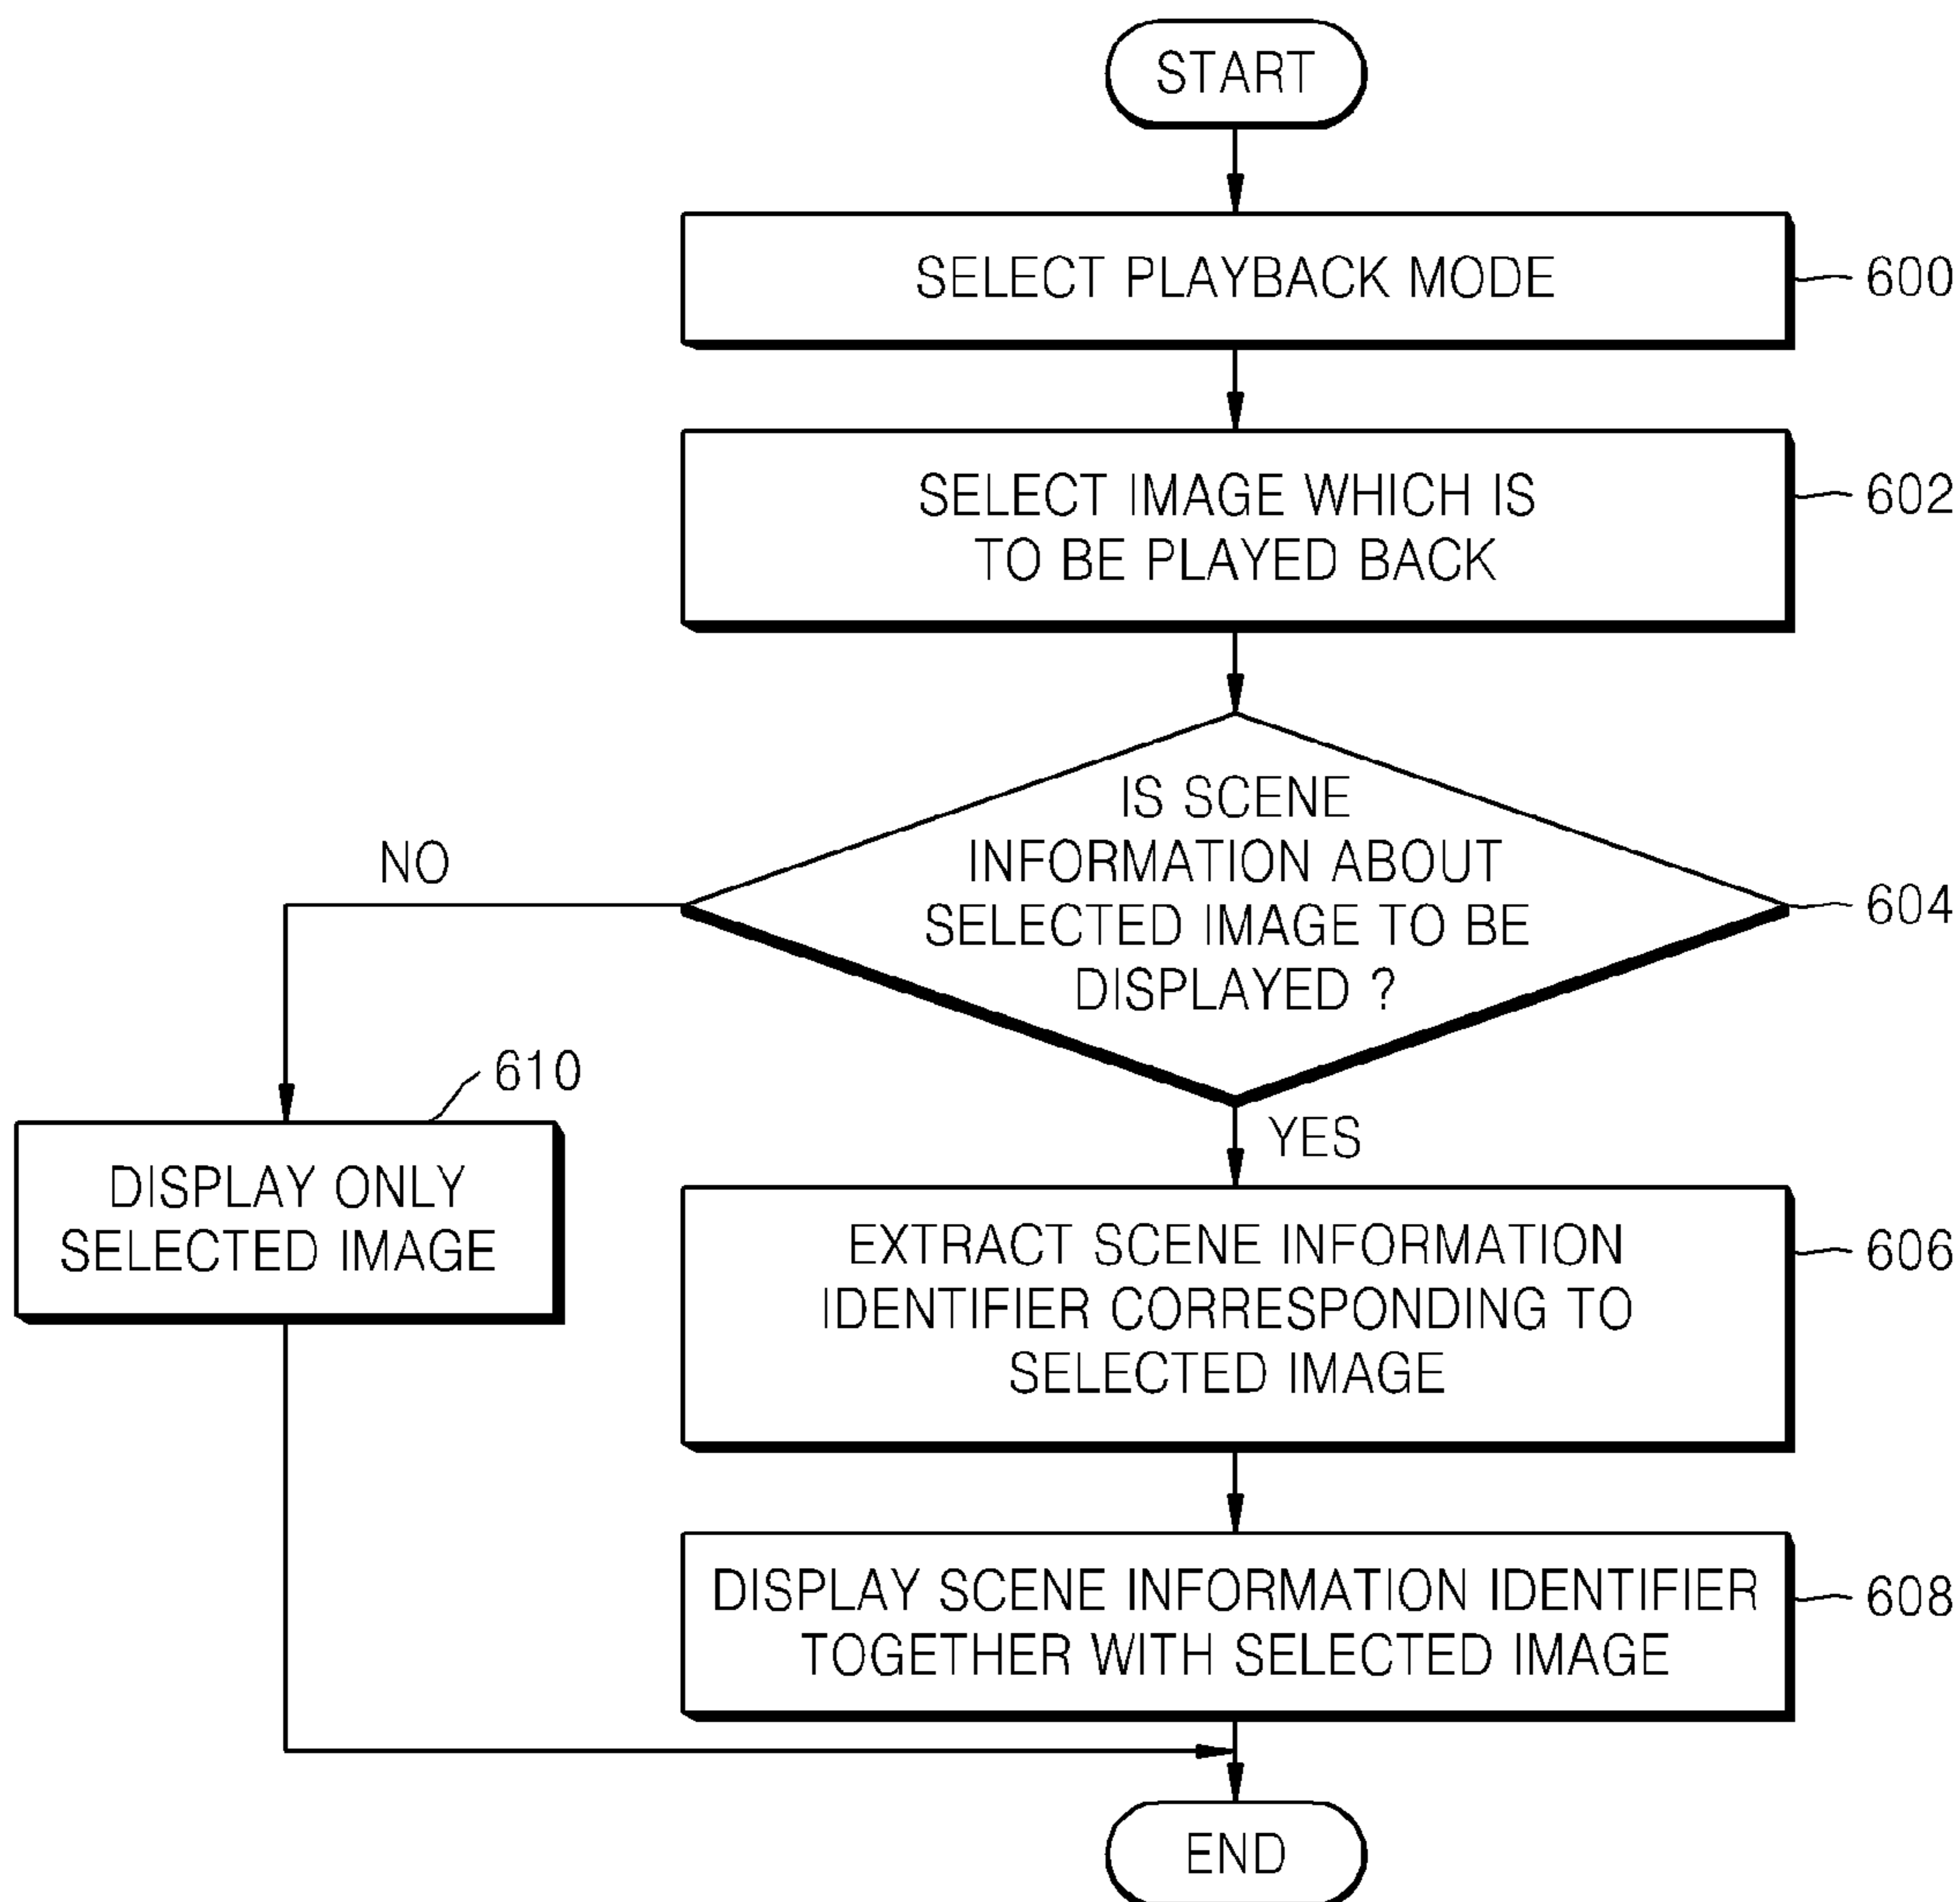 START
SELECT PLAYBACK MODE
600
SELECT IMAGE WHICH IS
TO BE PLAYED BACK
602
IS SCENE
INFORMATION ABOUT
SELECTED IMAGE TO BE
DISPLAYED ?
604
NO
610
DISPLAY ONLY
SELECTED IMAGE
YES
EXTRACT SCENE INFORMATION
IDENTIFIER CORRESPONDING TO
SELECTED IMAGE
606
DISPLAY SCENE INFORMATION IDENTIFIER
TOGETHER WITH SELECTED IMAGE
608
END